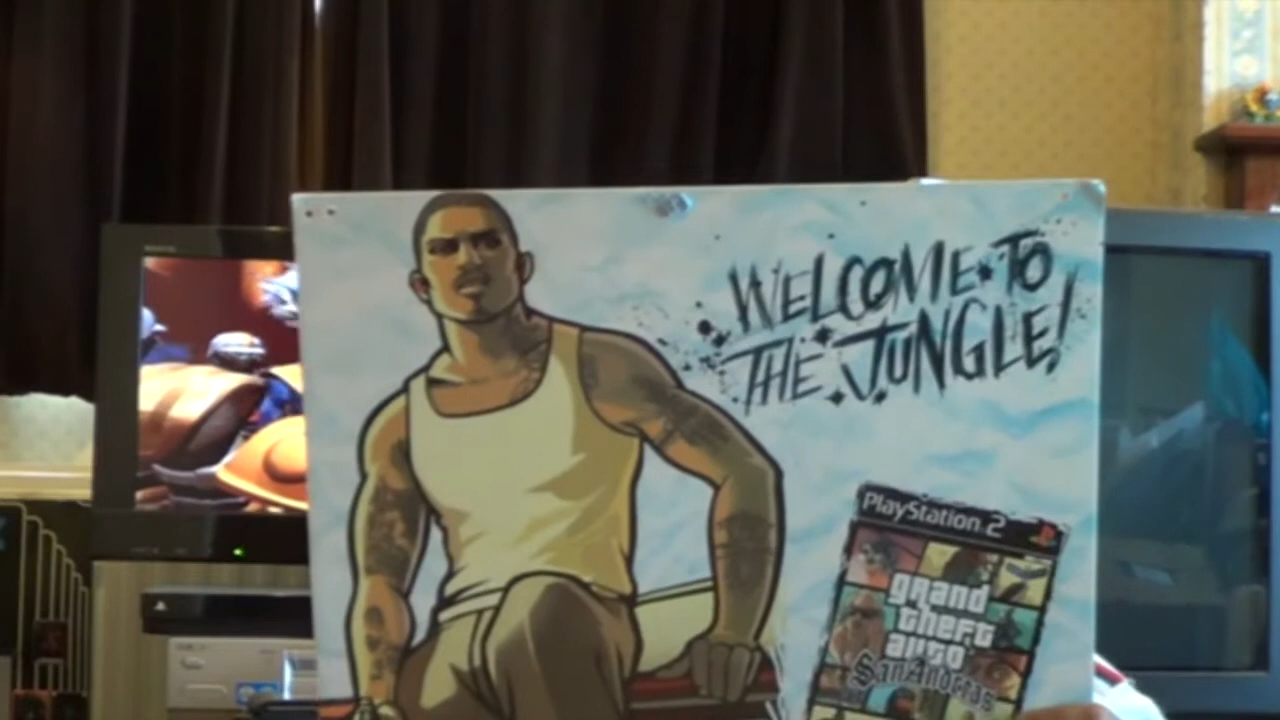 WELCOME TO
THE JUNGLE!
PlayStation 2
grand
theft
auto
San Andreas